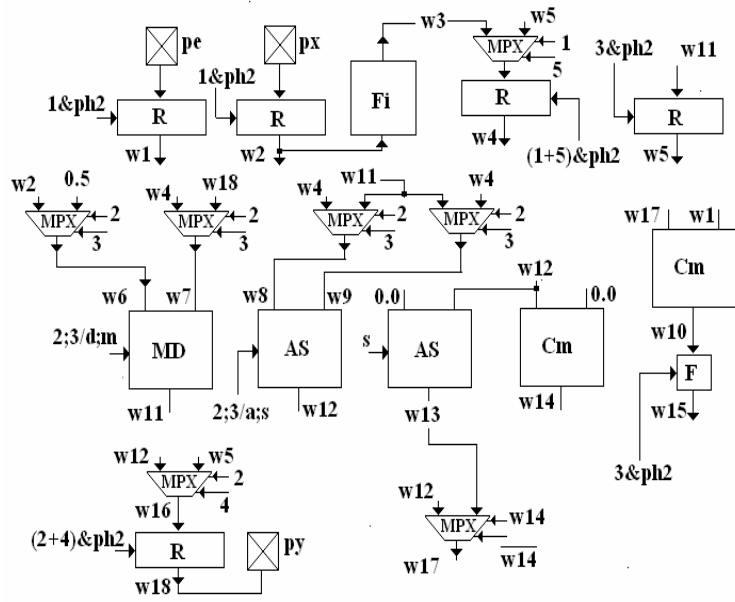 pe
px
w3
w5
MPX
1
5
1&ph2
R
w1
1&ph2
R
w2
Fi
R
w4
(1+5)&ph2
3&ph2
w11
R
w5
w2
0.5
MPX
2
3
w4
w18
MPX
2
3
w4
w11
MPX
2
3
w4
MPX
2
3
w17
w1
Cm
w10
F
w15
3&ph2
w6
w7
2;3/d;m
MD
w11
w8
w9
AS
2;3/a;s
w12
0.0
s
AS
w13
w12
0.0
Cm
w14
w12
w5
MPX
2
4
w16
(2+4)&ph2
R
w18
py
w12
MPX
w14
w14
w17